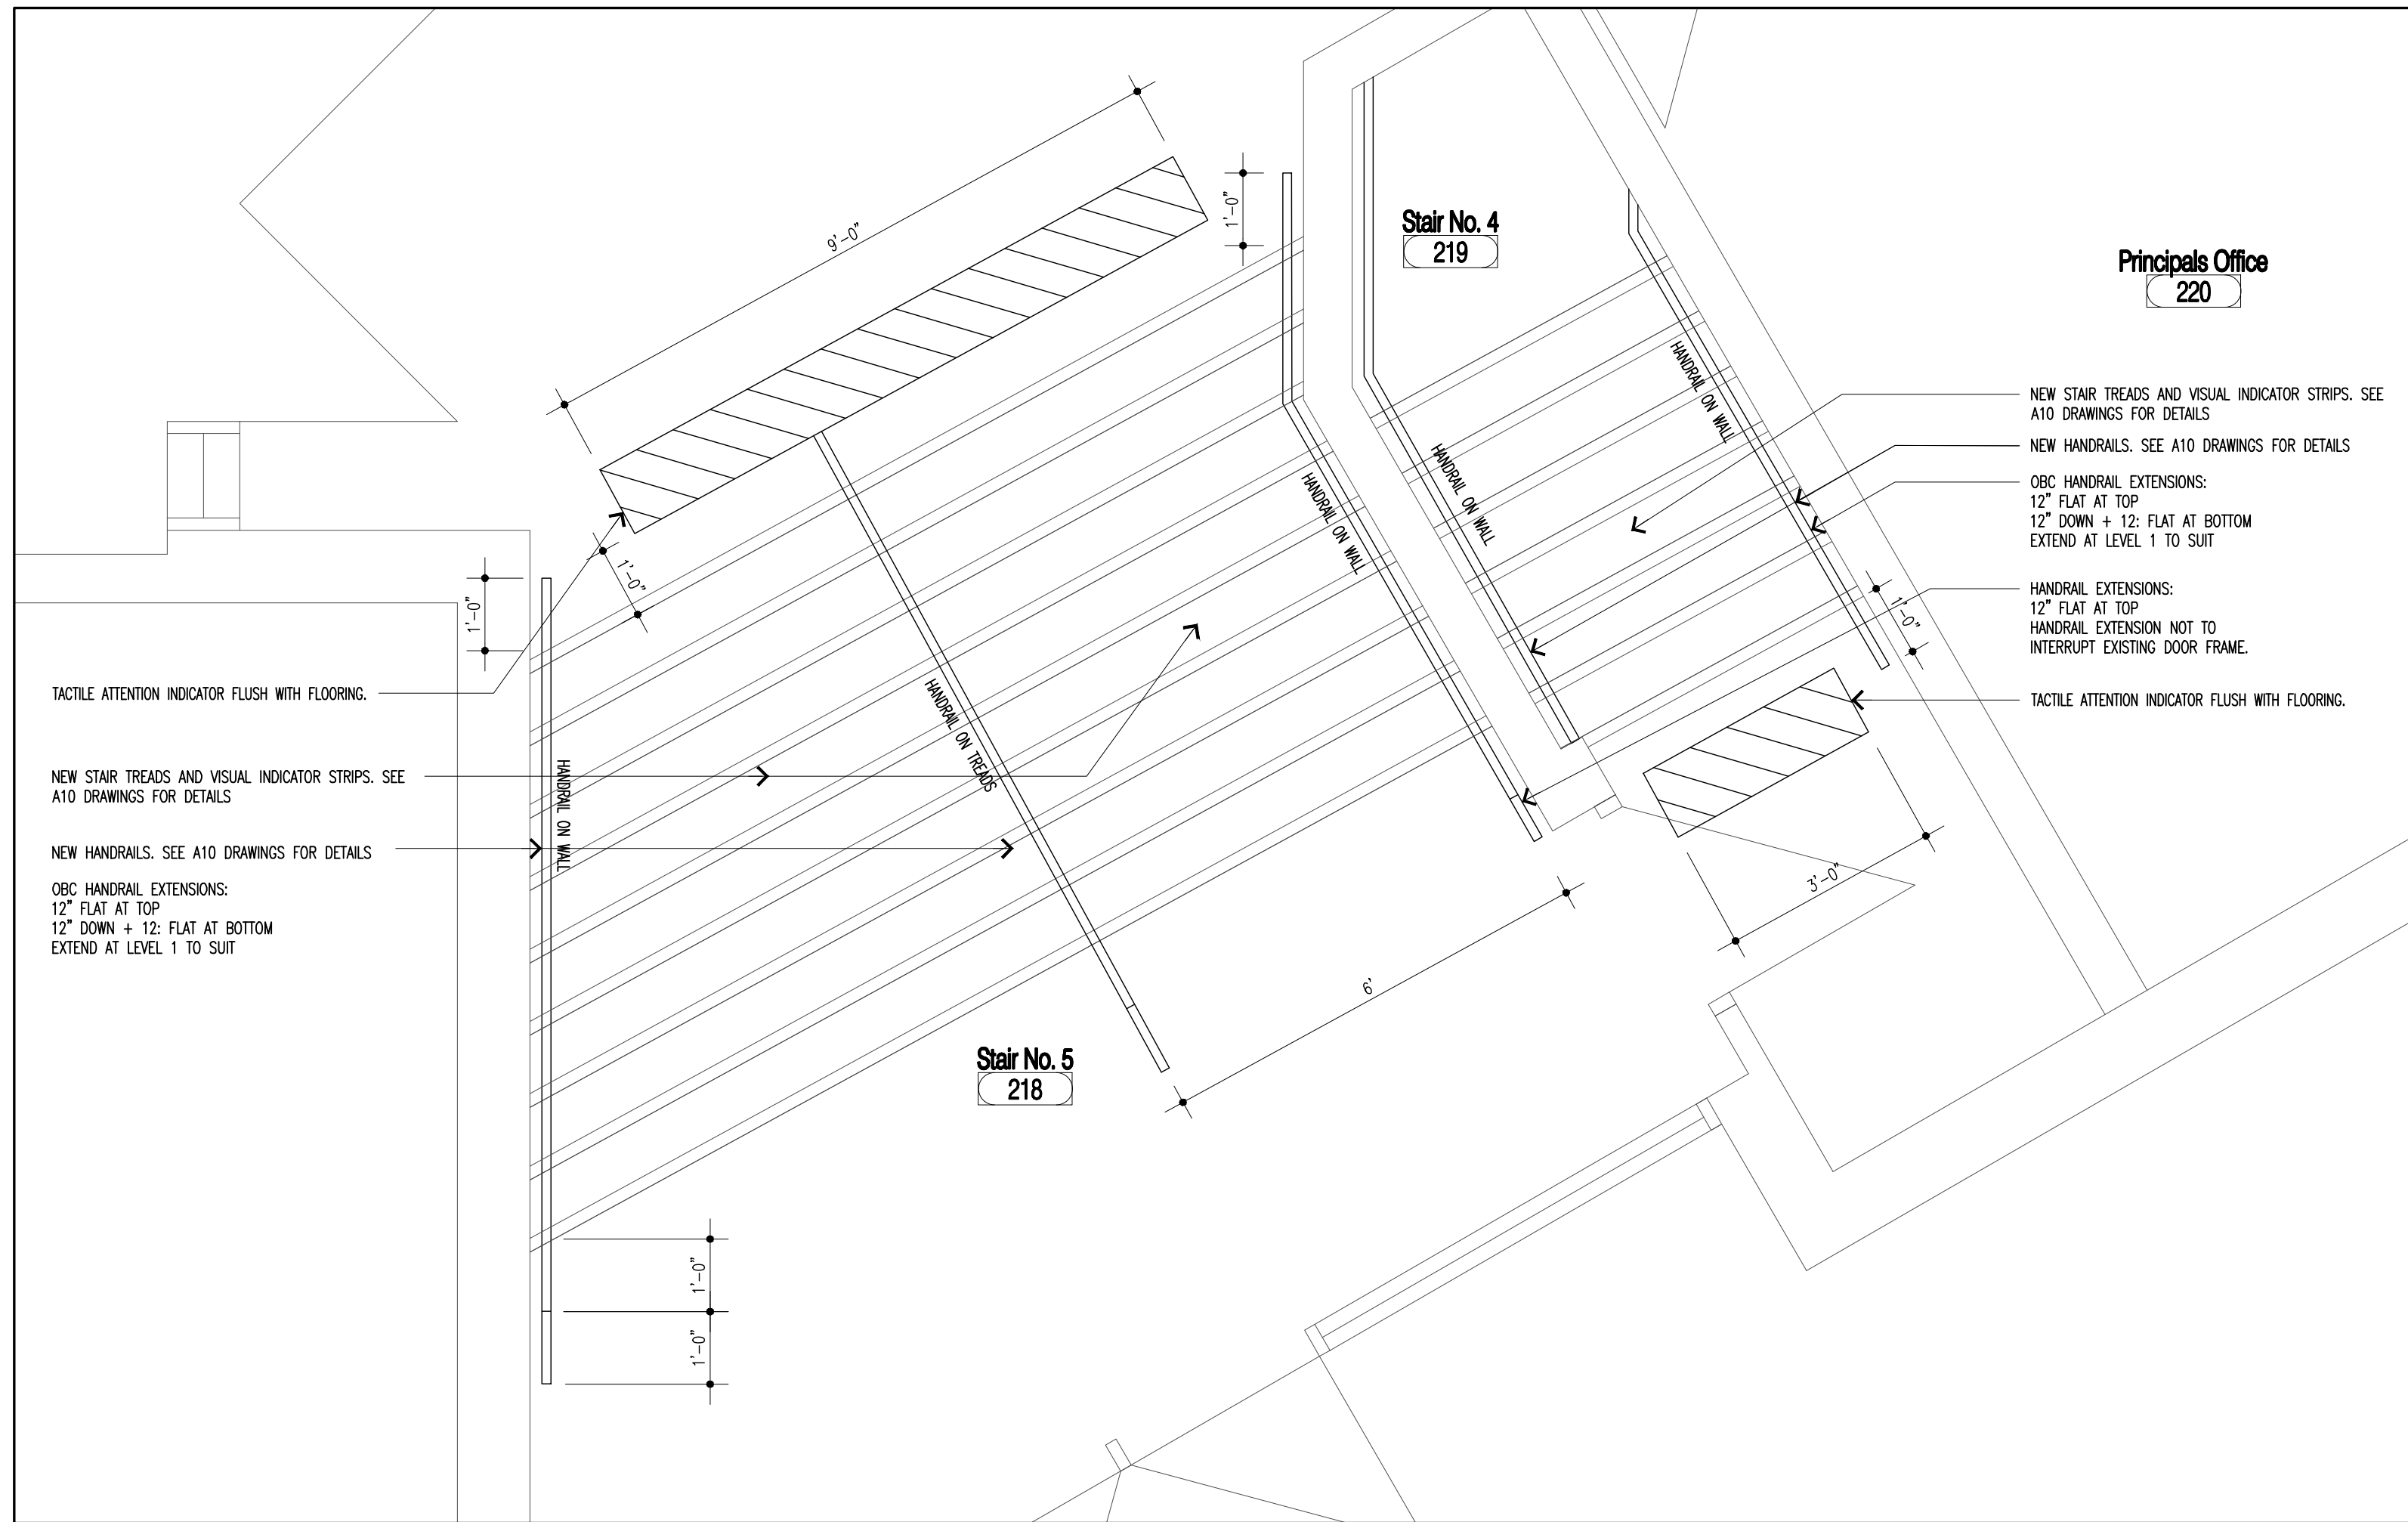 9'-0"
1'-0"
Stair No. 4
219
Principals Office
220
HANDRAIL ON WALL
HANDRAIL ON WALL
HANDRAIL ON WALL
NEW STAIR TREADS AND VISUAL INDICATOR STRIPS. SEE
A10 DRAWINGS FOR DETAILS
NEW HANDRAILS. SEE A10 DRAWINGS FOR DETAILS
OBC HANDRAIL EXTENSIONS:
12" FLAT AT TOP
12" DOWN + 12: FLAT AT BOTTOM
EXTEND AT LEVEL 1 TO SUIT
HANDRAIL EXTENSIONS:
12" FLAT AT TOP
HANDRAIL EXTENSION NOT TO
INTERRUPT EXISTING DOOR FRAME.
TACTILE ATTENTION INDICATOR FLUSH WITH FLOORING.
1'-0"
3'-0"
1'-0"
1'-0"
TACTILE ATTENTION INDICATOR FLUSH WITH FLOORING.
NEW STAIR TREADS AND VISUAL INDICATOR STRIPS. SEE
A10 DRAWINGS FOR DETAILS
NEW HANDRAILS. SEE A10 DRAWINGS FOR DETAILS
OBC HANDRAIL EXTENSIONS:
12" FLAT AT TOP
12" DOWN + 12: FLAT AT BOTTOM
EXTEND AT LEVEL 1 TO SUIT
HANDRAIL ON WALL
HANDRAIL ON TREADS
6'
Stair No. 5
218
1'-0"
1'-0"